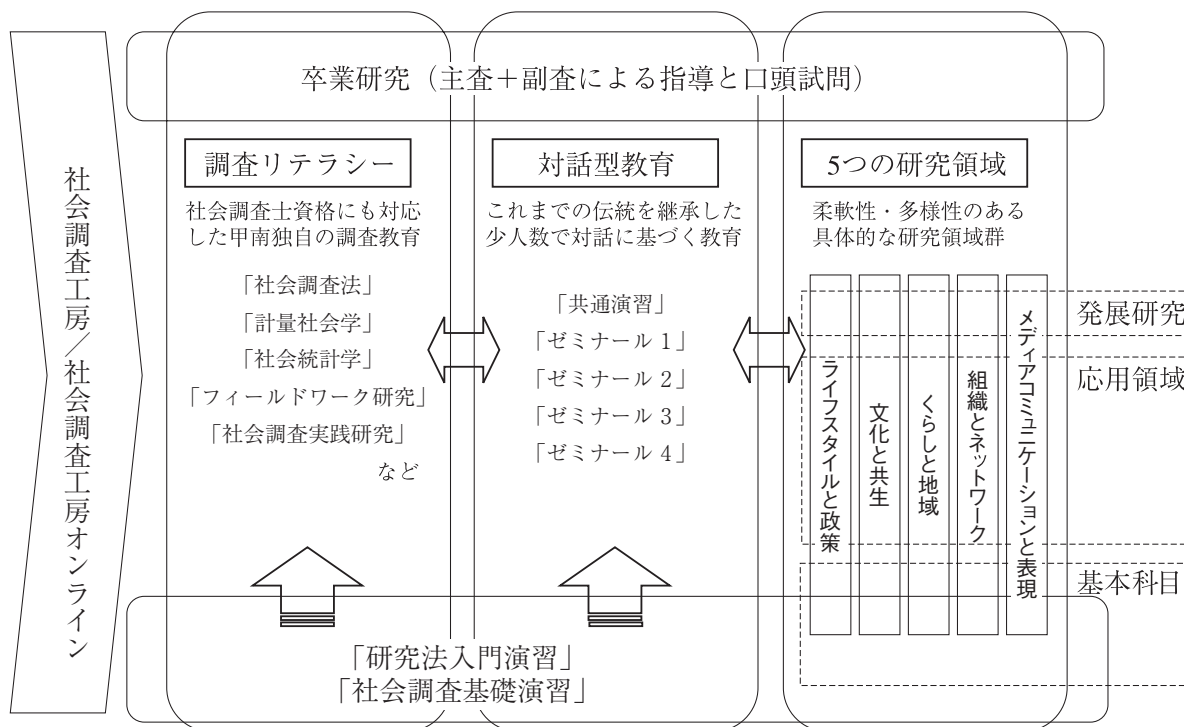 社会調査工房／社会調査工房オンライン
卒業研究（主査＋副査による指導と口頭試問）
調査リテラシー
社会調査士資格にも対応
した甲南独自の調査教育
「社会調査法」
「計量社会学」
「社会統計学」
「フィールドワーク研究」
「社会調査実践研究」
など
対話型教育
これまでの伝統を継承した
少人数で対話に基づく教育
「共通演習」
「ゼミナール 1」
「ゼミナール 2」
「ゼミナール 3」
「ゼミナール 4」
5つの研究領域
柔軟性・多様性のある
具体的な研究領域群
ライフスタイルと政策
文化と共生
くらしと地域
組織とネットワーク
メディアコミュニケーションと表現
発展研究
応用領域
基本科目
「研究法入門演習」
「社会調査基礎演習」